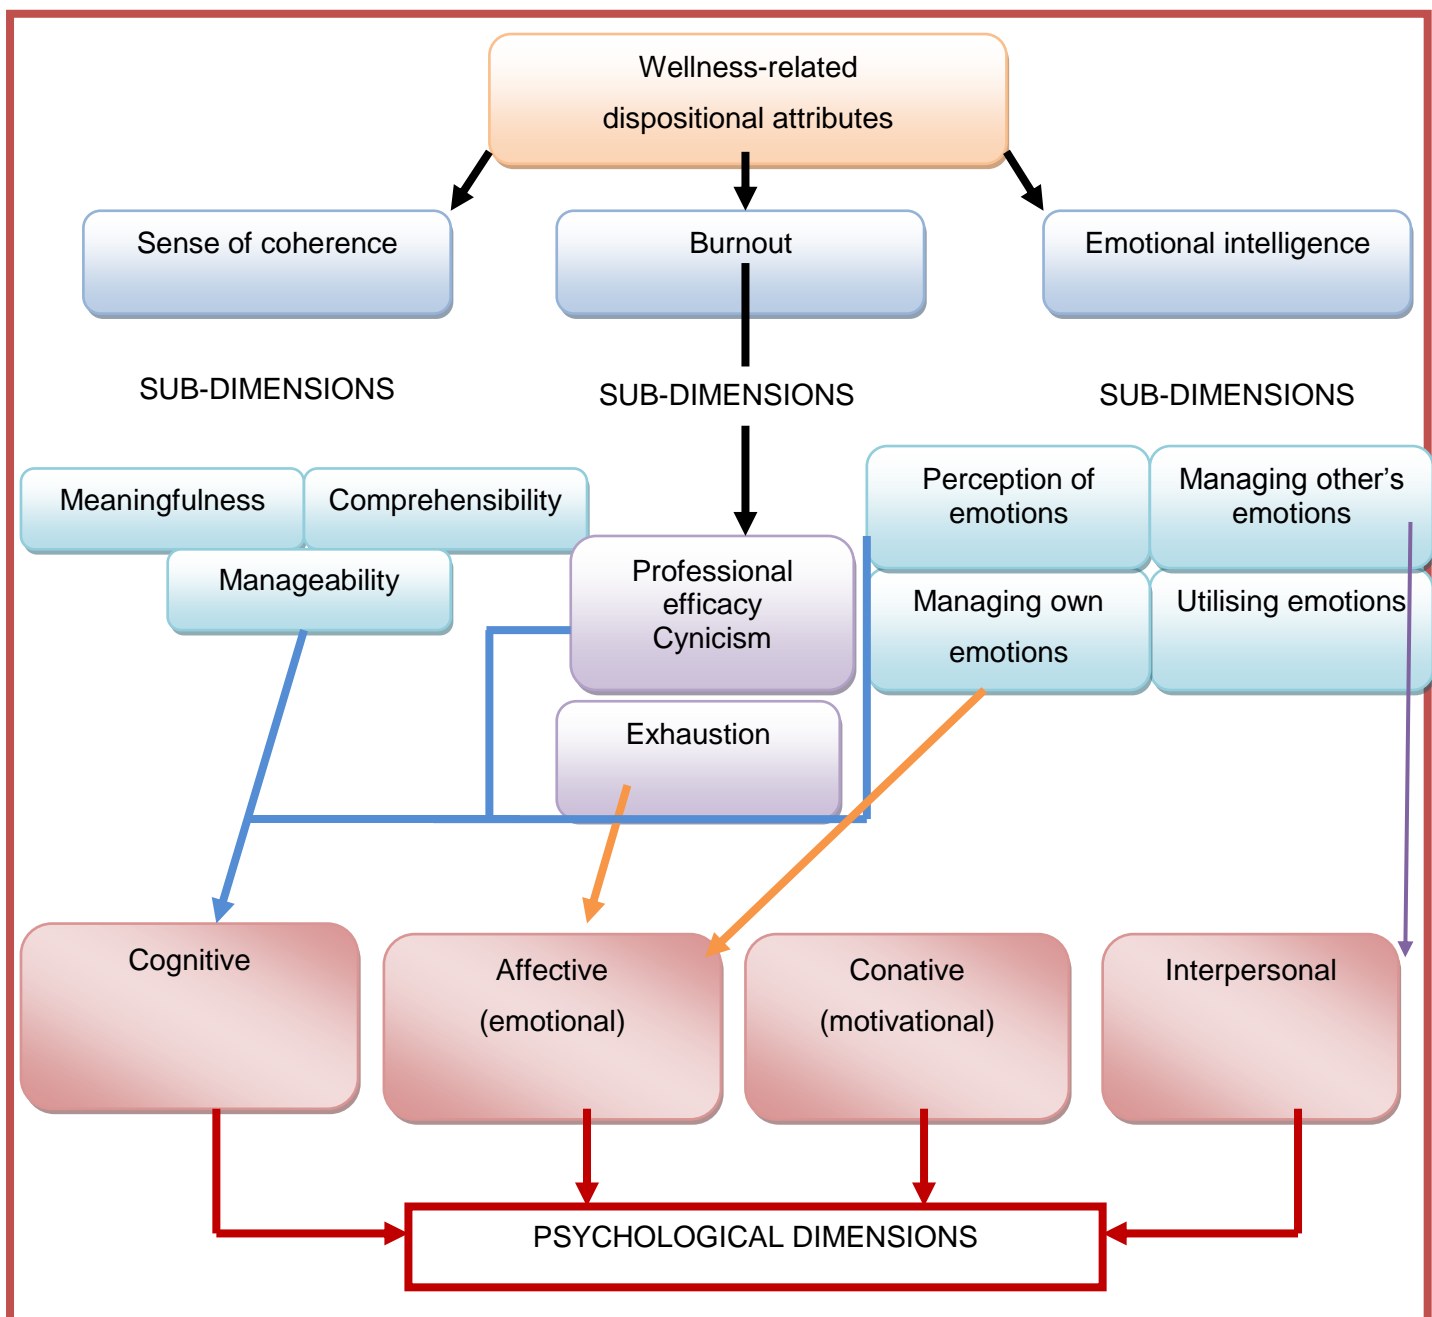 Wellness-related
dispositional attributes
Sense of coherence
Burnout
Emotional intelligence
SUB-DIMENSIONS
SUB-DIMENSIONS
SUB-DIMENSIONS
Meaningfulness
Comprehensibility
Manageability
Professional
efficacy
Cynicism
Exhaustion
Perception of
emotions
Managing other’s
emotions
Managing own
emotions
Utilising emotions
Cognitive
Affective
(emotional)
Conative
(motivational)
Interpersonal
PSYCHOLOGICAL DIMENSIONS